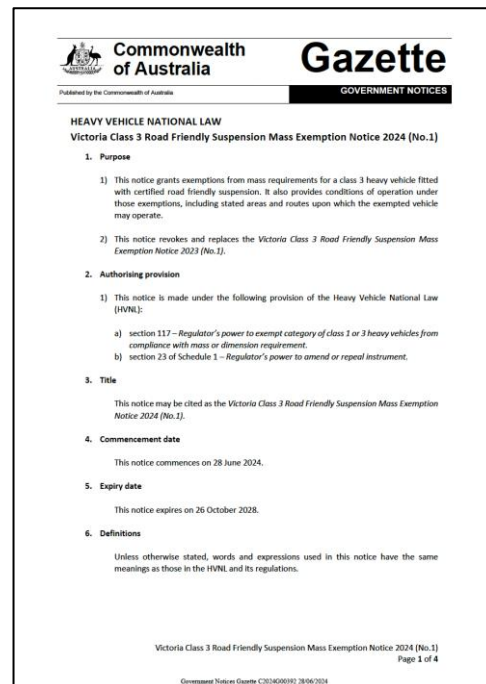 Commonwealth
of Australia
Gazette
Published by the Commonwealth of Australia
GOVERNMENT NOTICES
HEAVY VEHICLE NATIONAL LAW
Victoria Class 3 Road Friendly Suspension Mass Exemption Notice 2024 (No.1)
1. Purpose
1) This notice grants exemptions from mass requirements for a class 3 heavy vehicle fitted
with certified road friendly suspension. It also provides conditions of operation under
those exemptions, including stated areas and routes upon which the exempted vehicle
may operate.
2) This notice revokes and replaces the Victoria Class 3 Road Friendly Suspension Mass
Exemption Notice 2023 (No.1).
2. Authorising provision
1) This notice is made under the following provision of the Heavy Vehicle National Law
(HVNL):
a) section 117 – Regulator's power to exempt category of class 1 or 3 heavy vehicles from
compliance with mass or dimension requirement.
b) section 23 of Schedule 1 – Regulator's power to amend or repeal instrument.
3. Title
This notice may be cited as the Victoria Class 3 Road Friendly Suspension Mass Exemption
Notice 2024 (No.1).
4. Commencement date
This notice commences on 28 June 2024.
5. Expiry date
This notice expires on 26 October 2028.
6. Definitions
Unless otherwise stated, words and expressions used in this notice have the same
meanings as those in the HVNL and its regulations.
Victoria Class 3 Road Friendly Suspension Mass Exemption Notice 2024 (No.1)
Page 1 of 4
Government Notices Gazette C2024G00392 28/06/2024